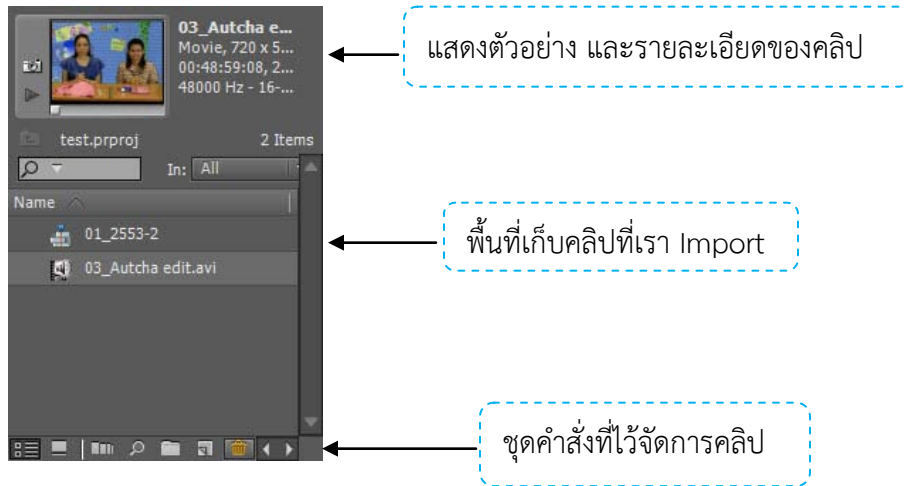 03_Autcha e...
Movie, 720 x 5...
00:48:59:08, 2...
48000 Hz - 16-...
แสดงตัวอย่าง และรายละเอียดของคลิป
test.prproj 2 Items
In: All
Name
01_2553-2
03_Autcha edit.avi
พื้นที่เก็บคลิปที่เรา Import
ชุดคำสั่งที่ไว้จัดการคลิป